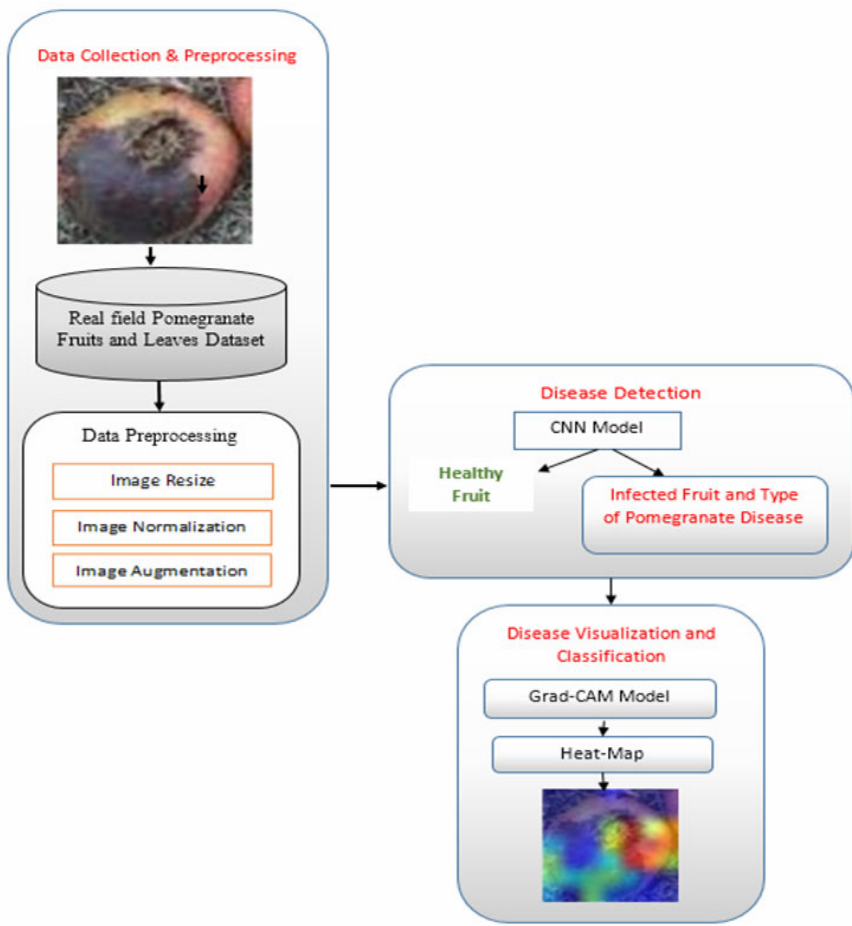 Data Collection & Preprocessing
Real field Pomegranate
Fruits and Leaves Dataset
Data Preprocessing
Image Resize
Image Normalization
Image Augmentation
Disease Detection
CNN Model
Healthy
Fruit
Infected Fruit and Type
of Pomegranate Disease
Disease Visualization and
Classification
Grad-CAM Model
Heat-Map